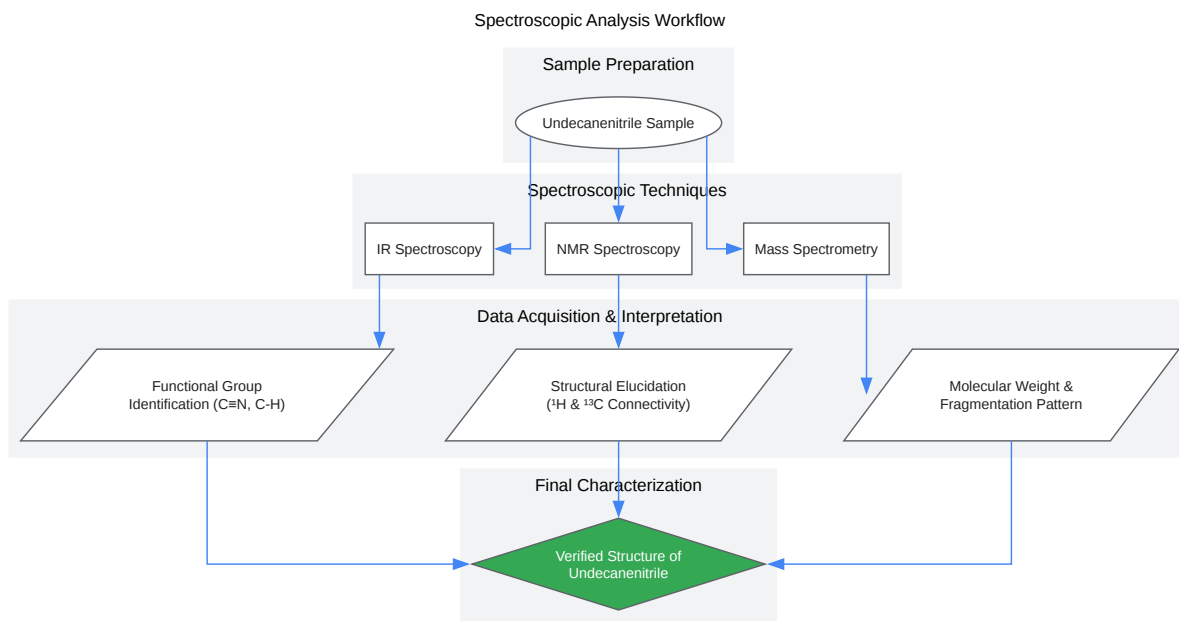 Spectroscopic Analysis Workflow
Sample Preparation
Undecanenitrile Sample
Spectroscopic Techniques
IR Spectroscopy
NMR Spectroscopy
Mass Spectrometry
Data Acquisition & Interpretation
Functional Group
Identification (C≡N, C-H)
Structural Elucidation
(¹H & ¹³C Connectivity)
Molecular Weight &
Fragmentation Pattern
Final Characterization
Verified Structure of
Undecanenitrile